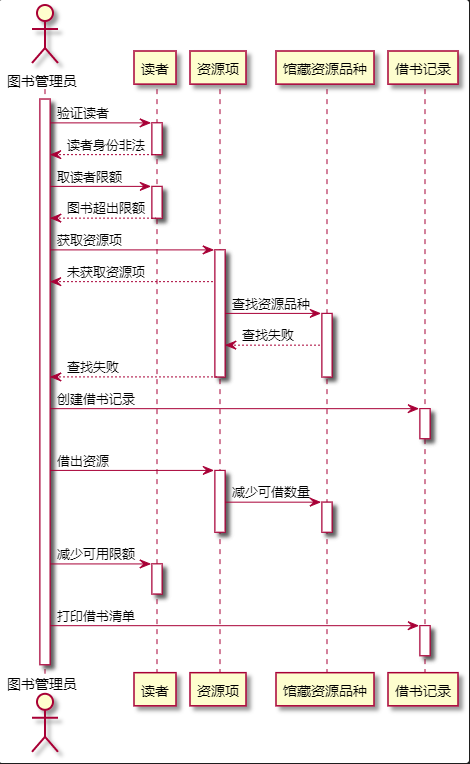 图书管理员
读者
资源项
馆藏资源品种
借书记录
验证读者
读者身份非法
取读者限额
图书超出限额
获取资源项
未获取资源项
查找资源品种
查找失败
查找失败
创建借书记录
借出资源
减少可借数量
减少可用限额
打印借书清单
图书管理员
读者
资源项
馆藏资源品种
借书记录